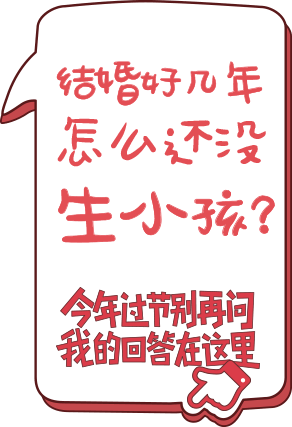 结婚好几年
怎么还没
生小孩?
今年过节别再问
我的回答在这里